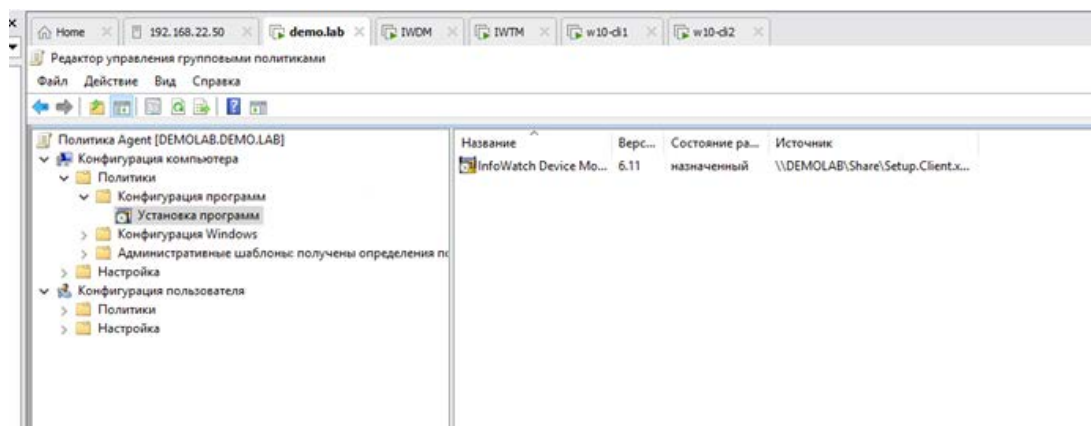 Home 192.168.22.50 demo.lab IWDM IWTM w10-cli1 w10-cli2
Редактор управления групповыми политиками
Файл Действие Вид Справка
Политика Agent [DEMOLAB.DEMO.LAB]
Конфигурация компьютера
Политики
Конфигурация программ
Установка программ
Конфигурация Windows
Административные шаблоны: получены определения по
Настройка
Конфигурация пользователя
Политики
Настройка
Название Верс... Состояние ра... Источник
InfoWatch Device Mo... 6.11 назначенный \\DEMOLAB\Share\Setup.Client.x...